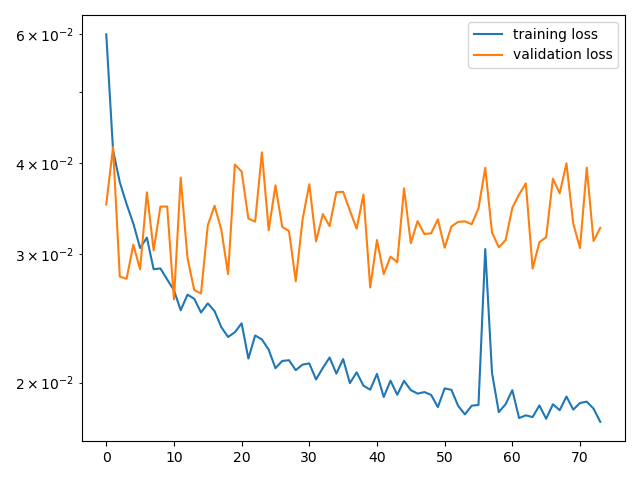 training loss
validation loss
6 × 10⁻²
4 × 10⁻²
3 × 10⁻²
2 × 10⁻²
0 10 20 30 40 50 60 70